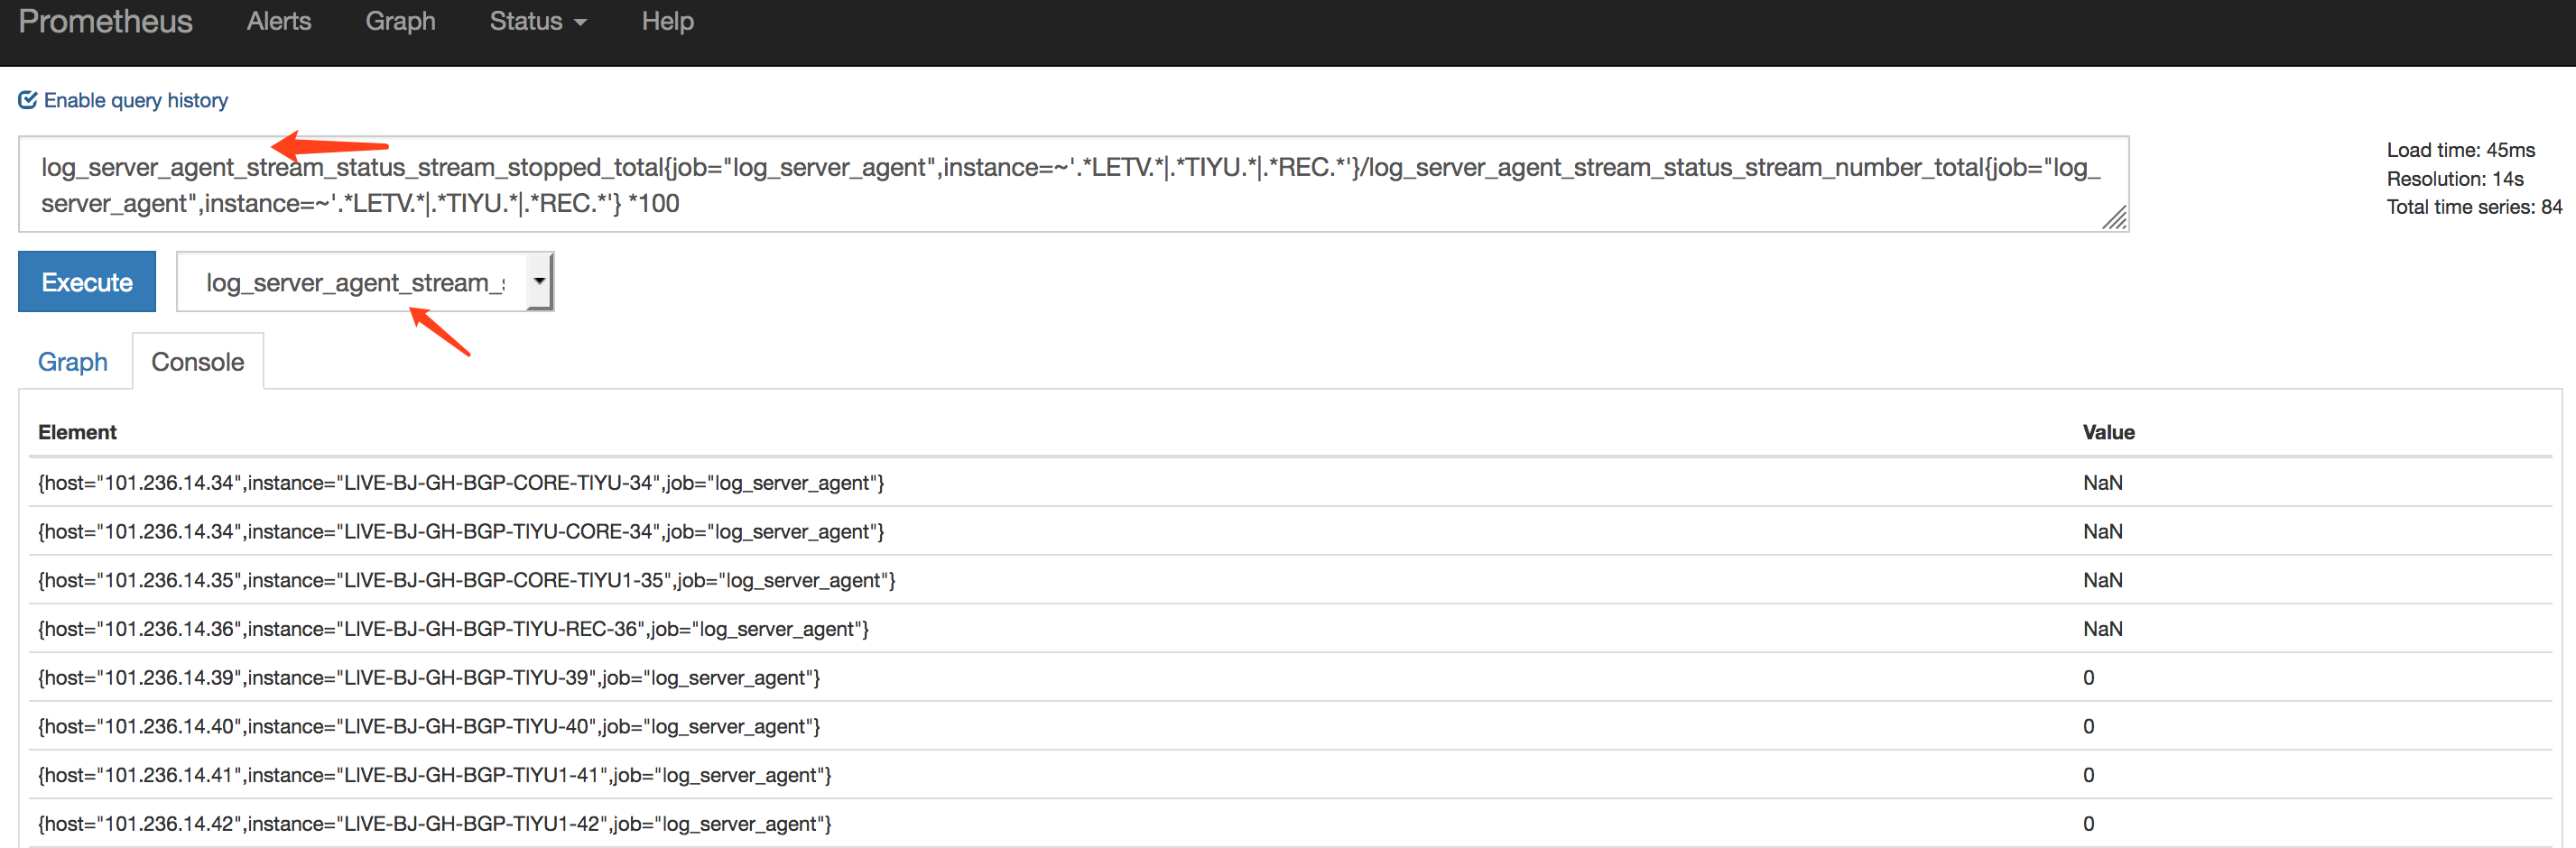 Prometheus Alerts Graph Status Help
Enable query history
log_server_agent_stream_status_stream_stopped_total{job="log_server_agent",instance=~'.*LETV.*|.*TIYU.*|.*REC.*'}/log_server_agent_stream_status_stream_number_total{job="log_
server_agent",instance=~'.*LETV.*|.*TIYU.*|.*REC.*'} *100
Load time: 45ms
Resolution: 14s
Total time series: 84
Execute log_server_agent_stream_s
Graph Console
Element Value
{host="101.236.14.34",instance="LIVE-BJ-GH-BGP-CORE-TIYU-34",job="log_server_agent"} NaN
{host="101.236.14.34",instance="LIVE-BJ-GH-BGP-TIYU-CORE-34",job="log_server_agent"} NaN
{host="101.236.14.35",instance="LIVE-BJ-GH-BGP-CORE-TIYU1-35",job="log_server_agent"} NaN
{host="101.236.14.36",instance="LIVE-BJ-GH-BGP-TIYU-REC-36",job="log_server_agent"} NaN
{host="101.236.14.39",instance="LIVE-BJ-GH-BGP-TIYU-39",job="log_server_agent"} 0
{host="101.236.14.40",instance="LIVE-BJ-GH-BGP-TIYU-40",job="log_server_agent"} 0
{host="101.236.14.41",instance="LIVE-BJ-GH-BGP-TIYU1-41",job="log_server_agent"} 0
{host="101.236.14.42",instance="LIVE-BJ-GH-BGP-TIYU1-42",job="log_server_agent"} 0